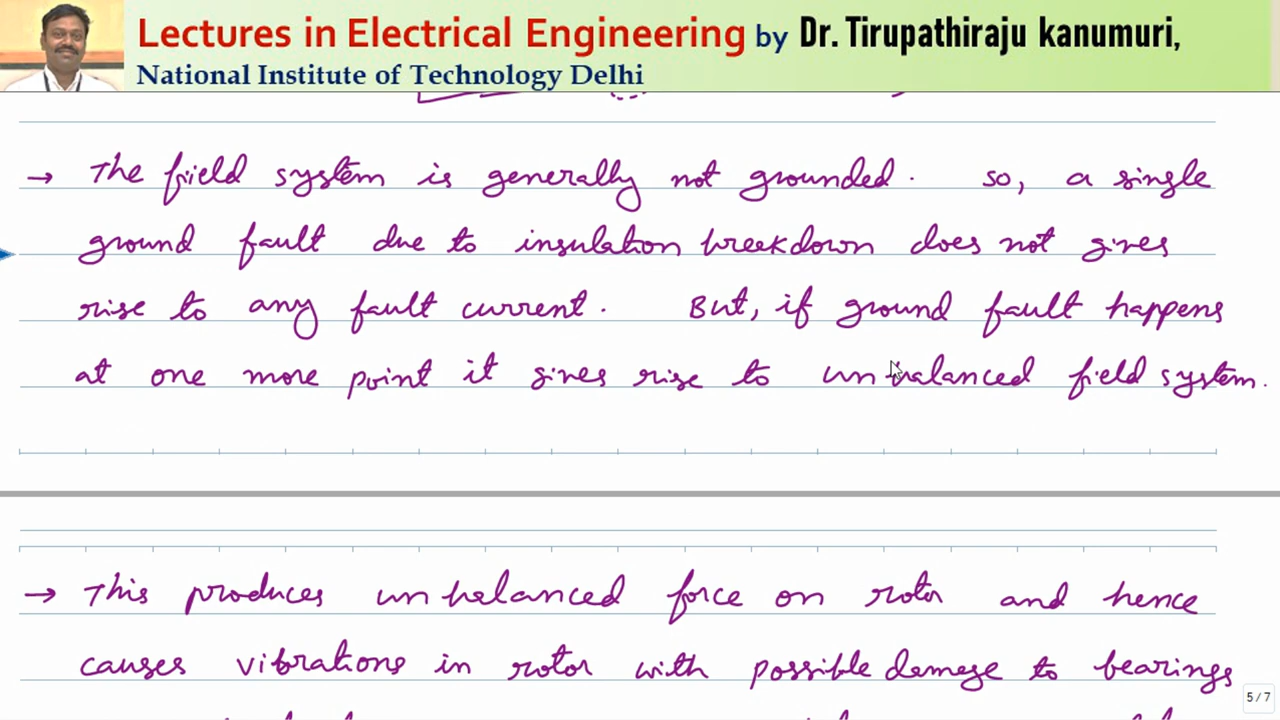 Lectures in Electrical Engineering by Dr. Tirupathiraju kanumuri,
National Institute of Technology Delhi
→ The field system is generally not grounded. so, a single
ground fault due to insulation breakdown does not gives
rise to any fault current. But, if ground fault happens
at one more point it gives rise to unbalanced field system.
→ This produces unbalanced force on rotor and hence
causes vibrations in rotor with possible demage to bearings
5 / 7